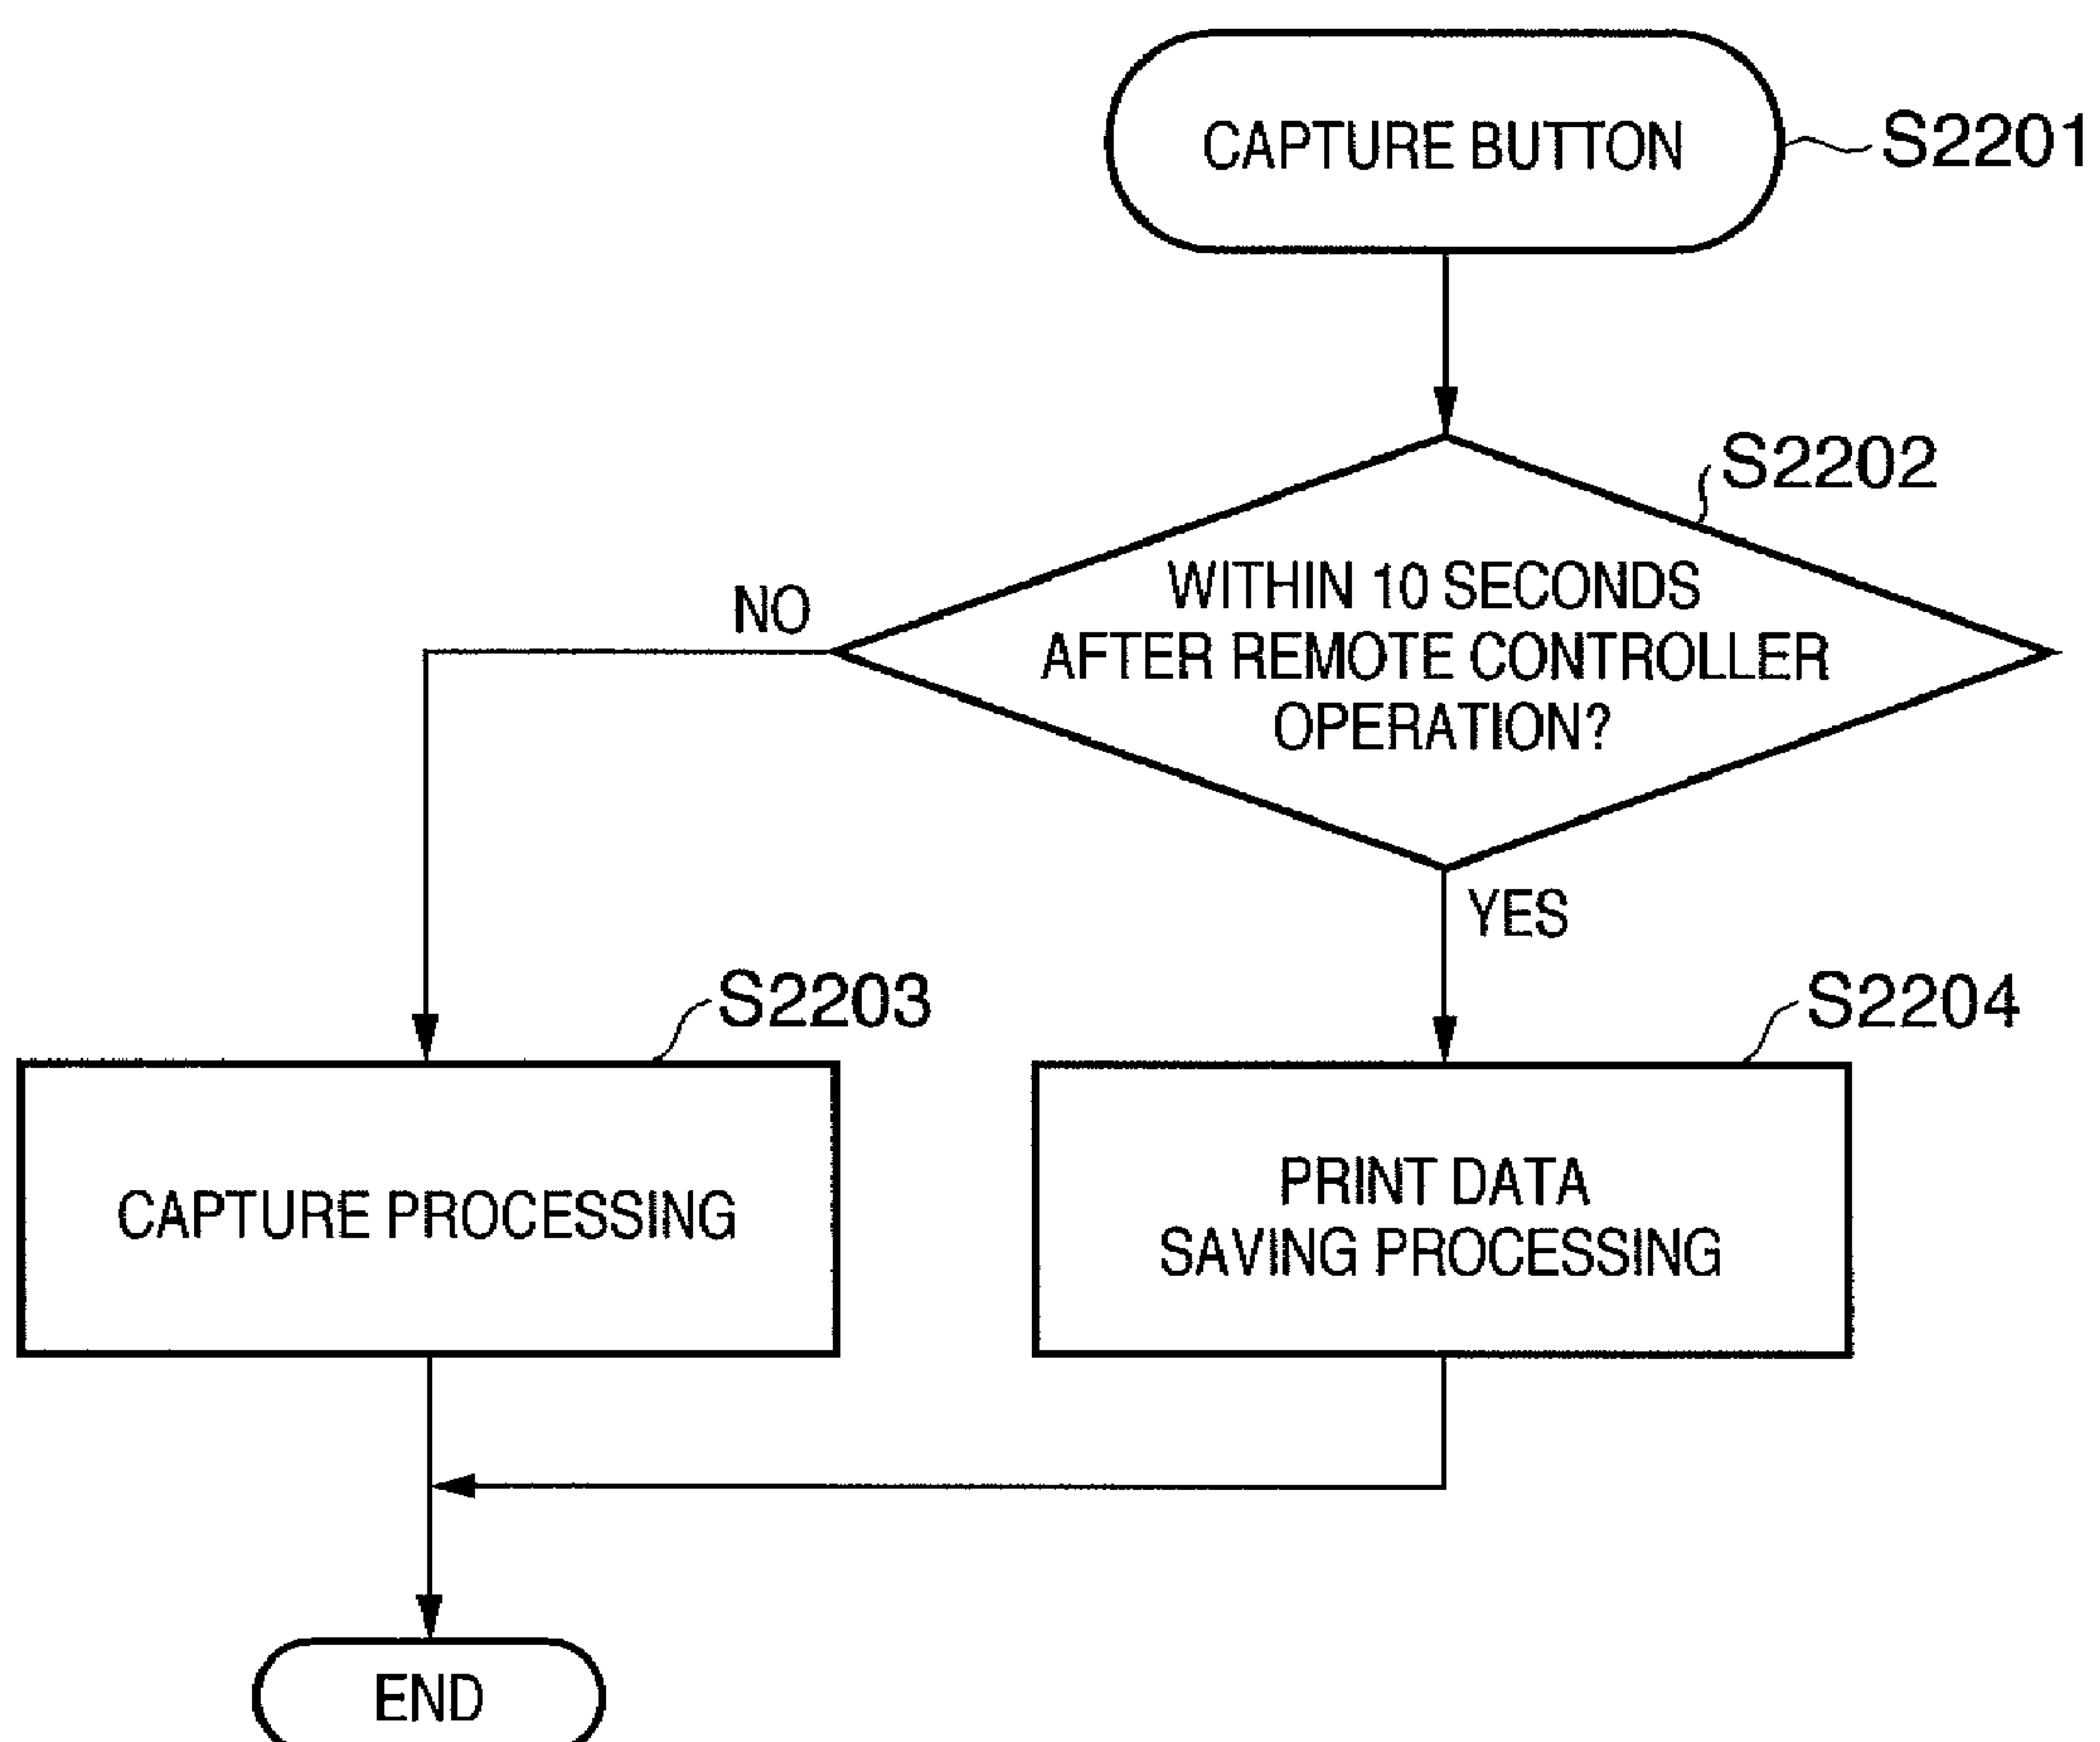 CAPTURE BUTTON
S2201
S2202
WITHIN 10 SECONDS
AFTER REMOTE CONTROLLER
OPERATION?
NO
YES
S2203
CAPTURE PROCESSING
S2204
PRINT DATA
SAVING PROCESSING
END